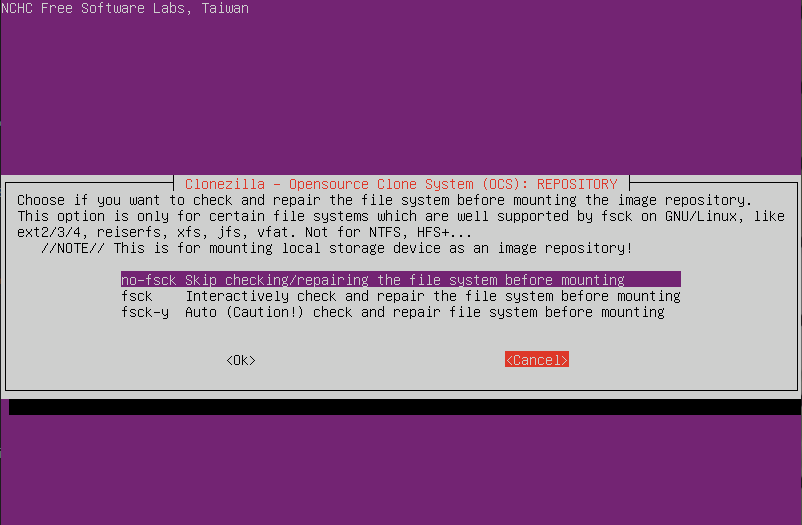 NCHC Free Software Labs, Taiwan
Clonezilla - Opensource Clone System (OCS): REPOSITORY
Choose if you want to check and repair the file system before mounting the image repository.
This option is only for certain file systems which are well supported by fsck on GNU/Linux, like
ext2/3/4, reiserfs, xfs, jfs, vfat. Not for NTFS, HFS+...
//NOTE// This is for mounting local storage device as an image repository!
no-fsck Skip checking/repairing the file system before mounting
fsck Interactively check and repair the file system before mounting
fsck-y Auto (Caution!) check and repair file system before mounting
<Ok> <Cancel>